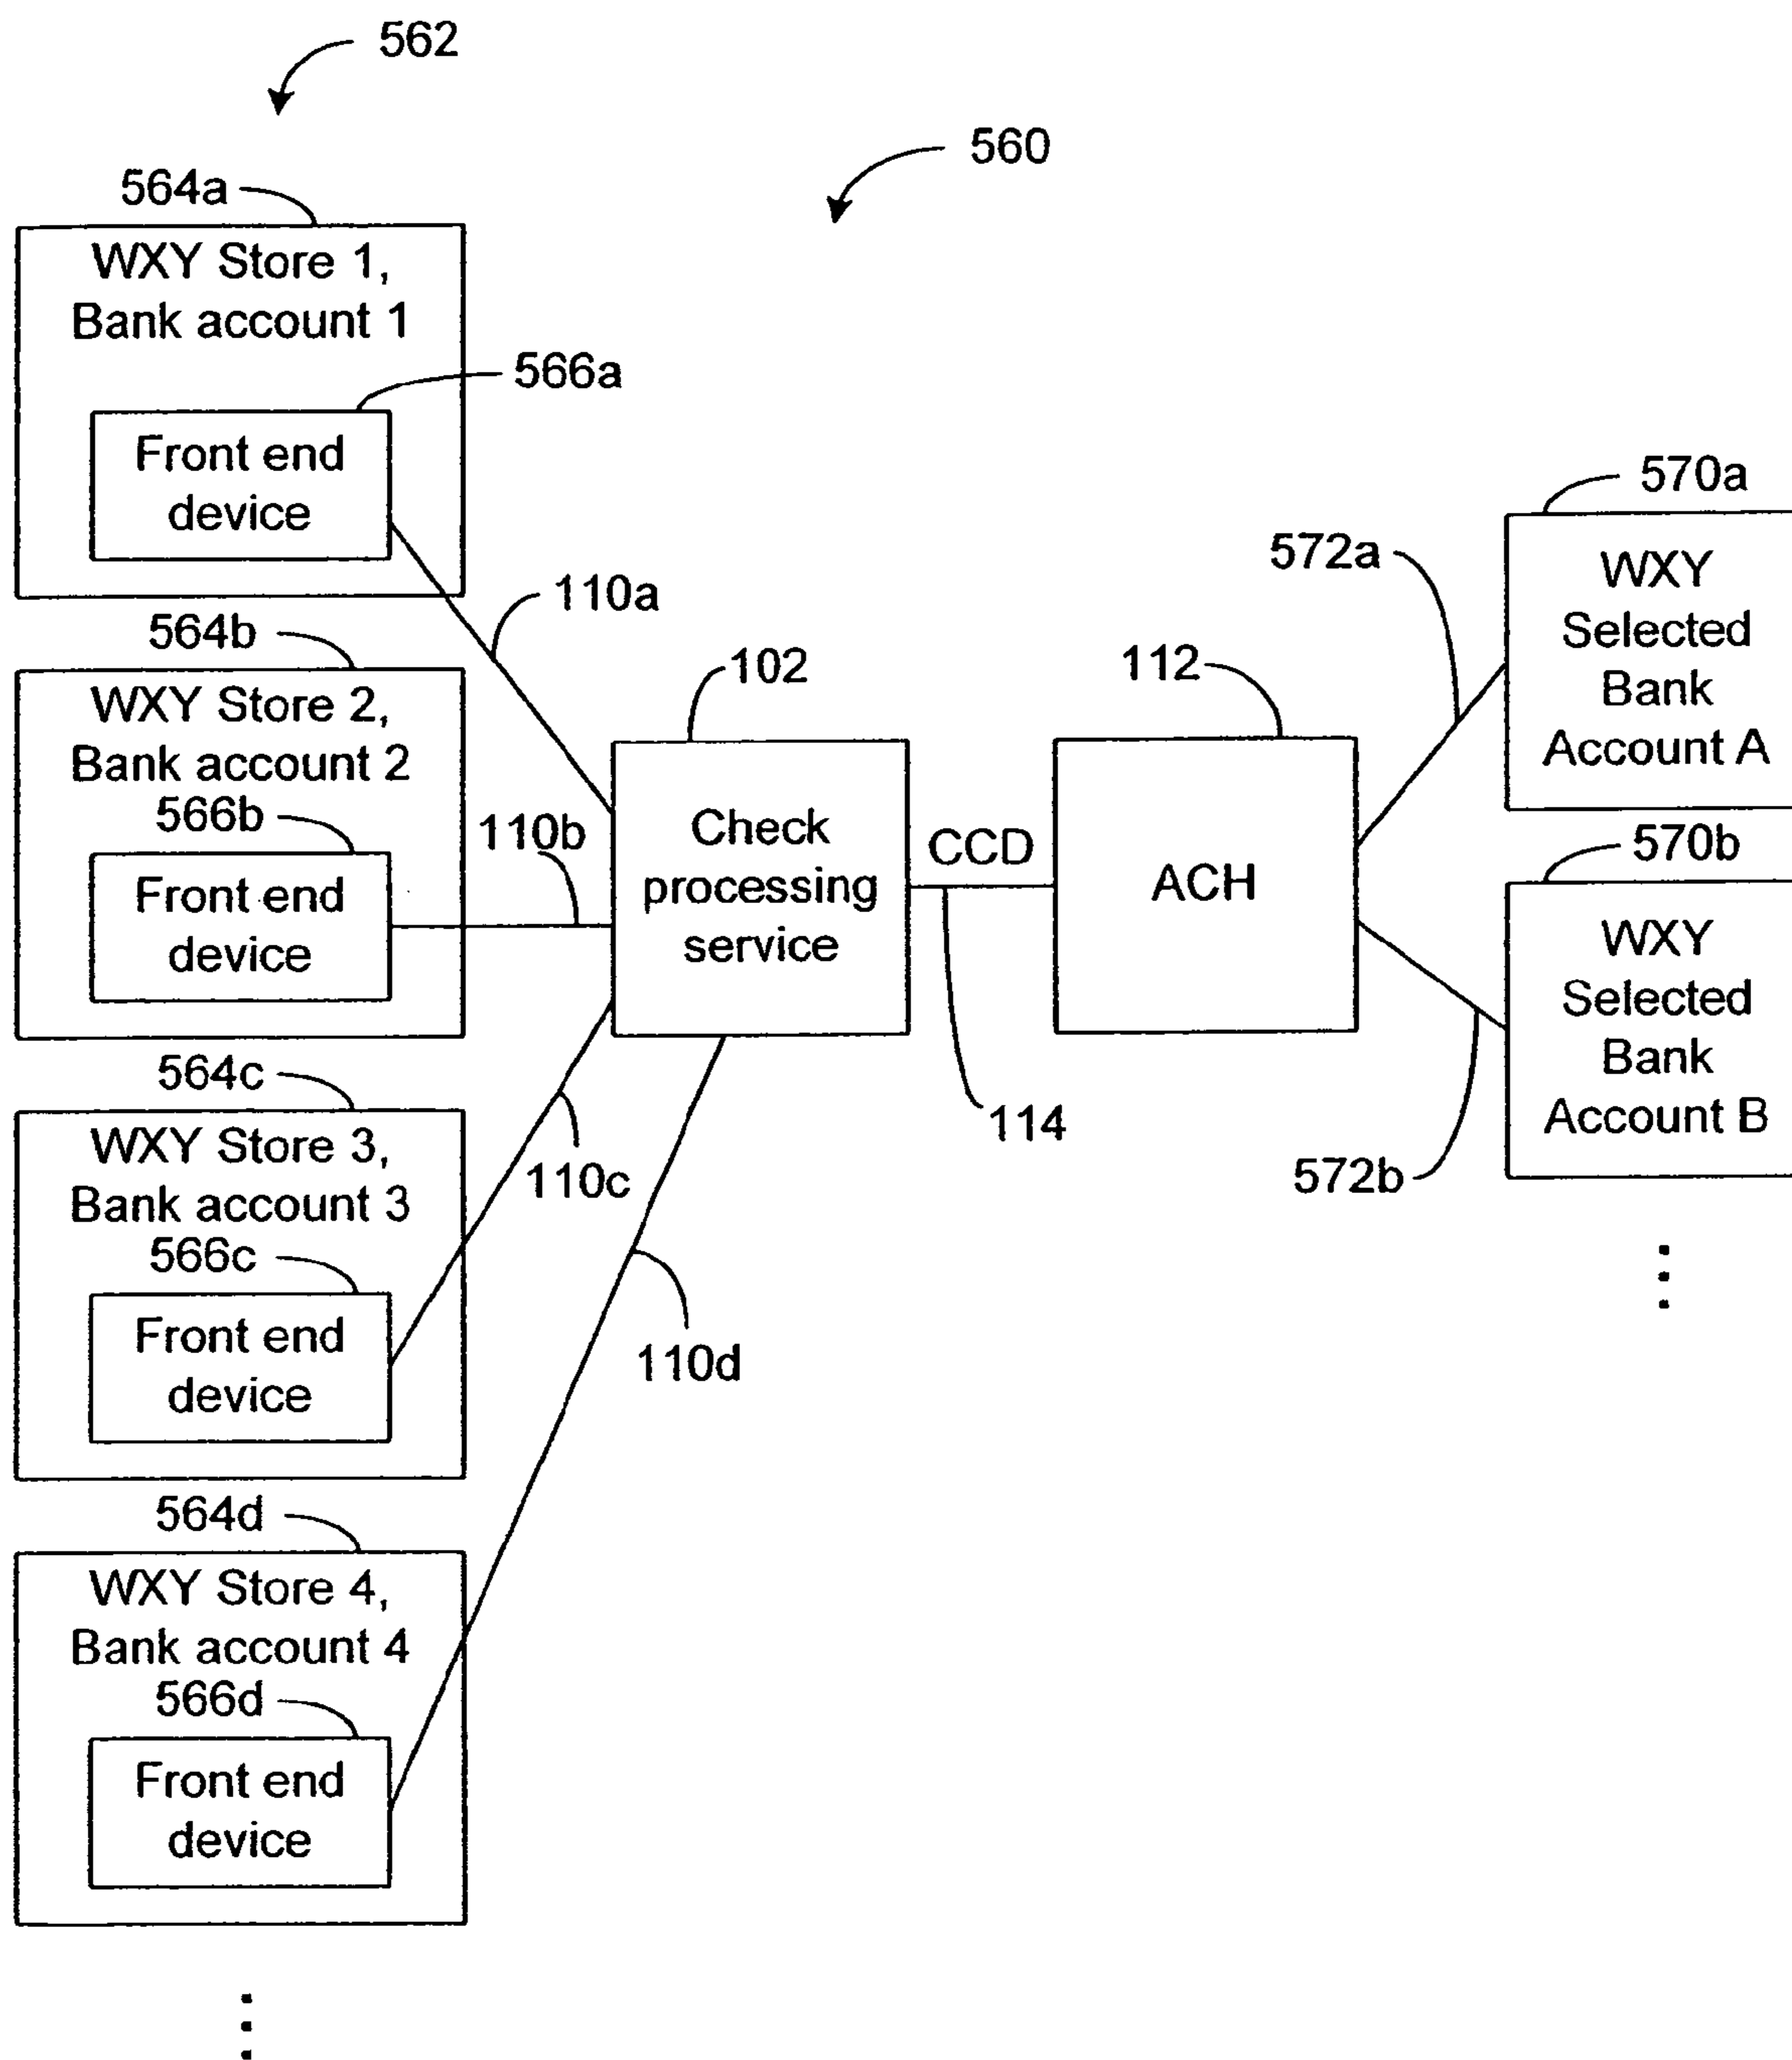 562
560
564a
WXY Store 1,
Bank account 1
566a
Front end
device
110a
564b
WXY Store 2,
Bank account 2
566b
Front end
device
110b
564c
WXY Store 3,
Bank account 3
566c
Front end
device
110c
564d
WXY Store 4,
Bank account 4
566d
Front end
device
110d
102
Check
processing
service
CCD
114
112
ACH
572a
570a
WXY
Selected
Bank
Account A
570b
WXY
Selected
Bank
Account B
572b